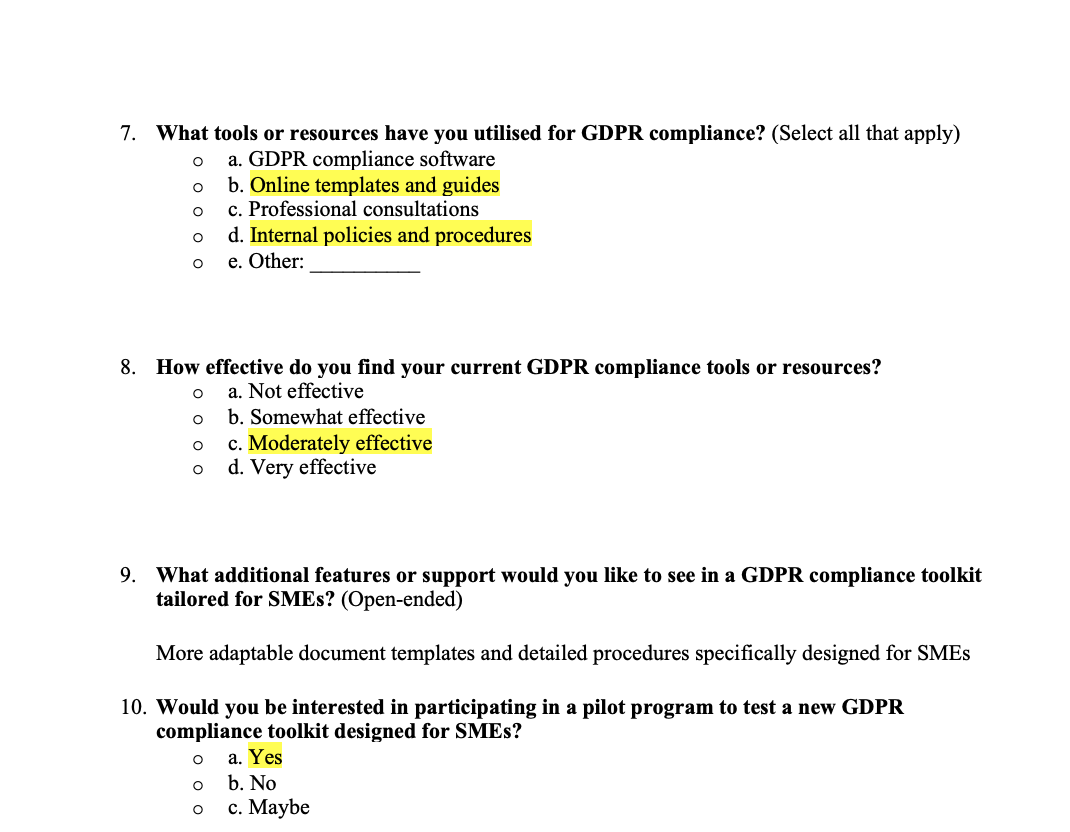 7. What tools or resources have you utilised for GDPR compliance? (Select all that apply)
o a. GDPR compliance software
o b. Online templates and guides
o c. Professional consultations
o d. Internal policies and procedures
o e. Other: __________
8. How effective do you find your current GDPR compliance tools or resources?
o a. Not effective
o b. Somewhat effective
o c. Moderately effective
o d. Very effective
9. What additional features or support would you like to see in a GDPR compliance toolkit
tailored for SMEs? (Open-ended)
More adaptable document templates and detailed procedures specifically designed for SMEs
10. Would you be interested in participating in a pilot program to test a new GDPR
compliance toolkit designed for SMEs?
o a. Yes
o b. No
o c. Maybe